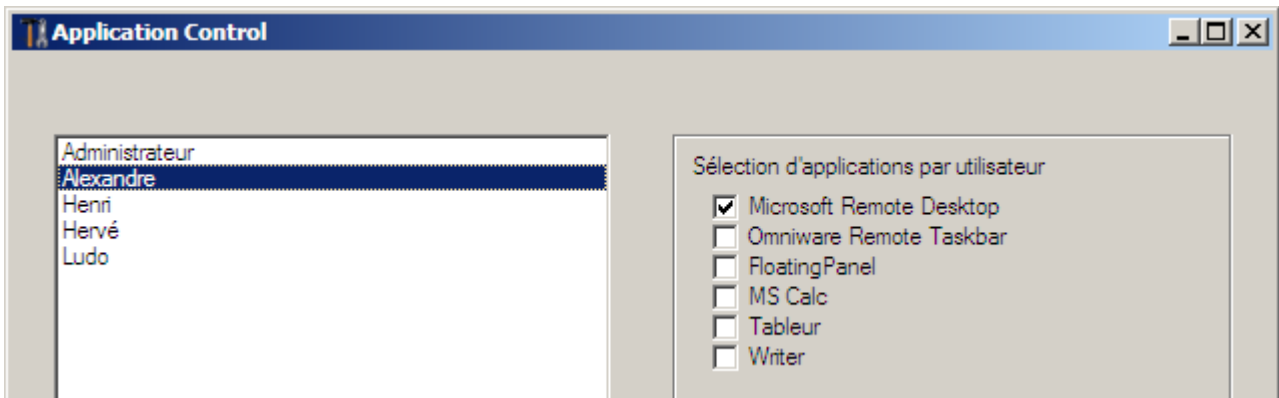 Application Control
Administrateur
Alexandre
Henri
Hervé
Ludo
Sélection d'applications par utilisateur
Microsoft Remote Desktop
Omniware Remote Taskbar
FloatingPanel
MS Calc
Tableur
Writer